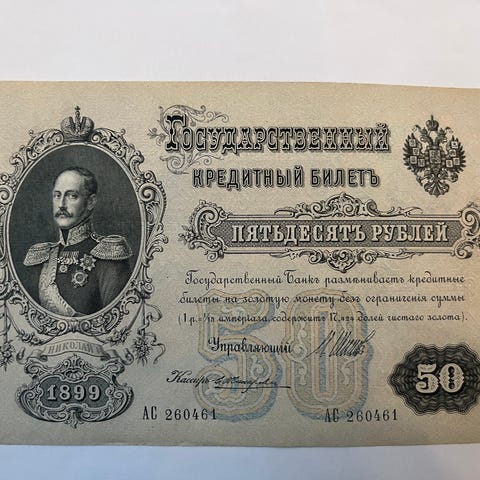 Государственный
кредитный билетъ
пятьдесятъ рублей
Государственный Банкъ размѣниваетъ кредитные
билеты на золотую монету безъ ограниченія суммы
(1 р. = 1/15 имперіала, содержитъ 17,424 долей чистаго золота).
Управляющій
Кассиръ
50
50
НИКОЛАЙ I
1899
АС 260461
АС 260461